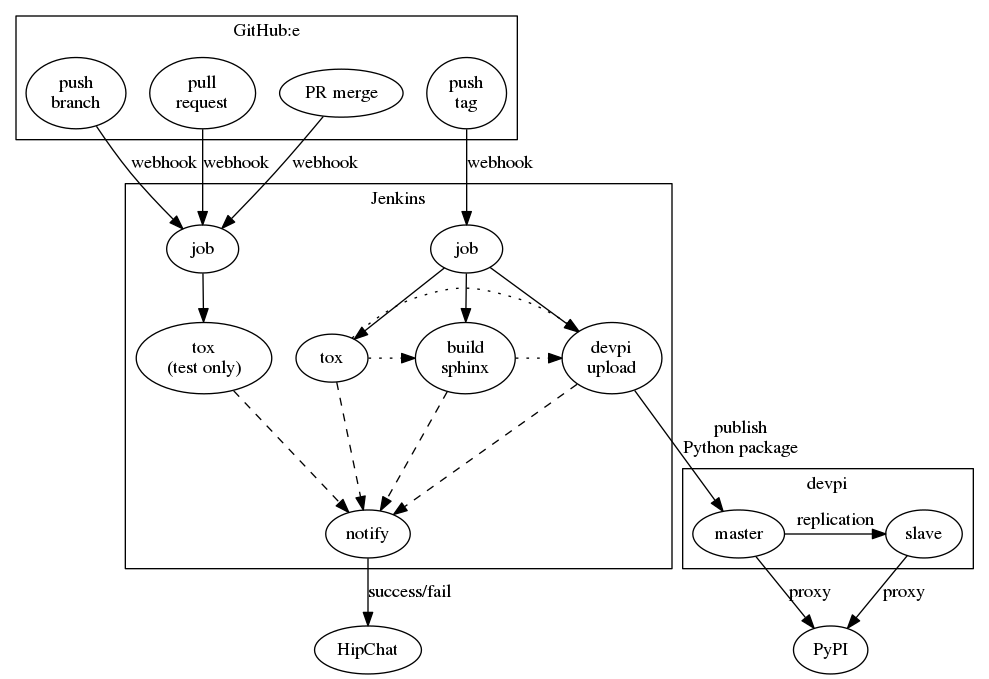 GitHub:e
push
branch
pull
request
PR merge
push
tag
webhook
webhook
webhook
webhook
Jenkins
job
job
tox
(test only)
tox
build
sphinx
devpi
upload
publish
Python package
devpi
notify
master
replication
slave
success/fail
proxy
proxy
HipChat
PyPI